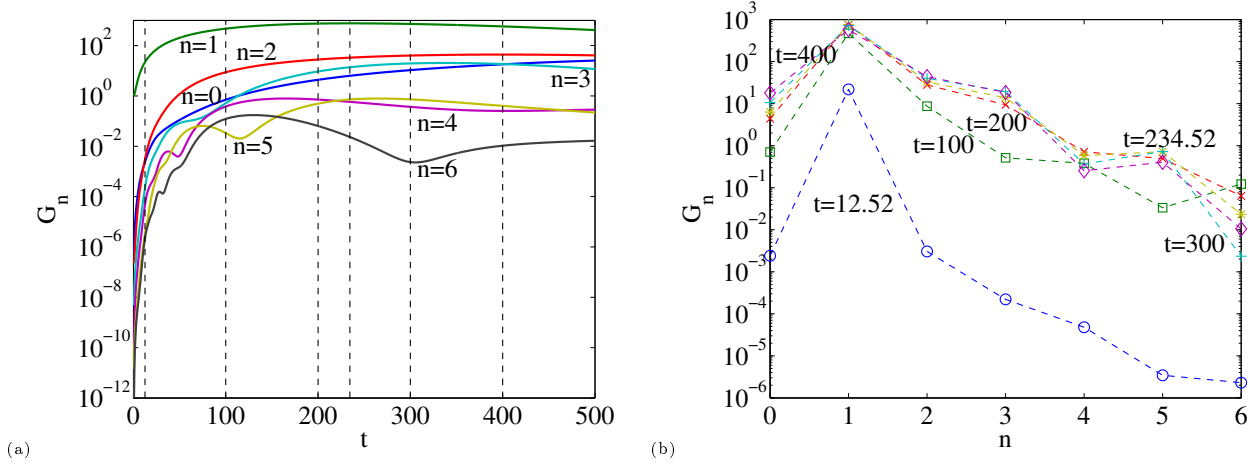 10^2
10^0
10^-2
10^-4
10^-6
10^-8
10^-10
10^-12
G_n
n=1
n=2
n=0
n=3
n=4
n=5
n=6
0 100 200 300 400 500
t
(a)
10^3
10^2
10^1
10^0
10^-1
10^-2
10^-3
10^-4
10^-5
10^-6
G_n
t=400
t=200
t=100
t=234.52
t=12.52
t=300
0 1 2 3 4 5 6
n
(b)